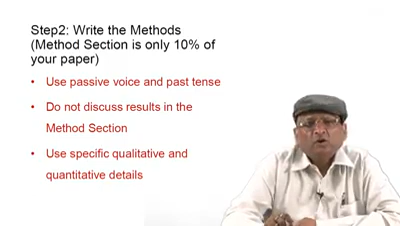 Step2: Write the Methods
(Method Section is only 10% of
your paper)
• Use passive voice and past tense
• Do not discuss results in the
Method Section
• Use specific qualitative and
quantitative details